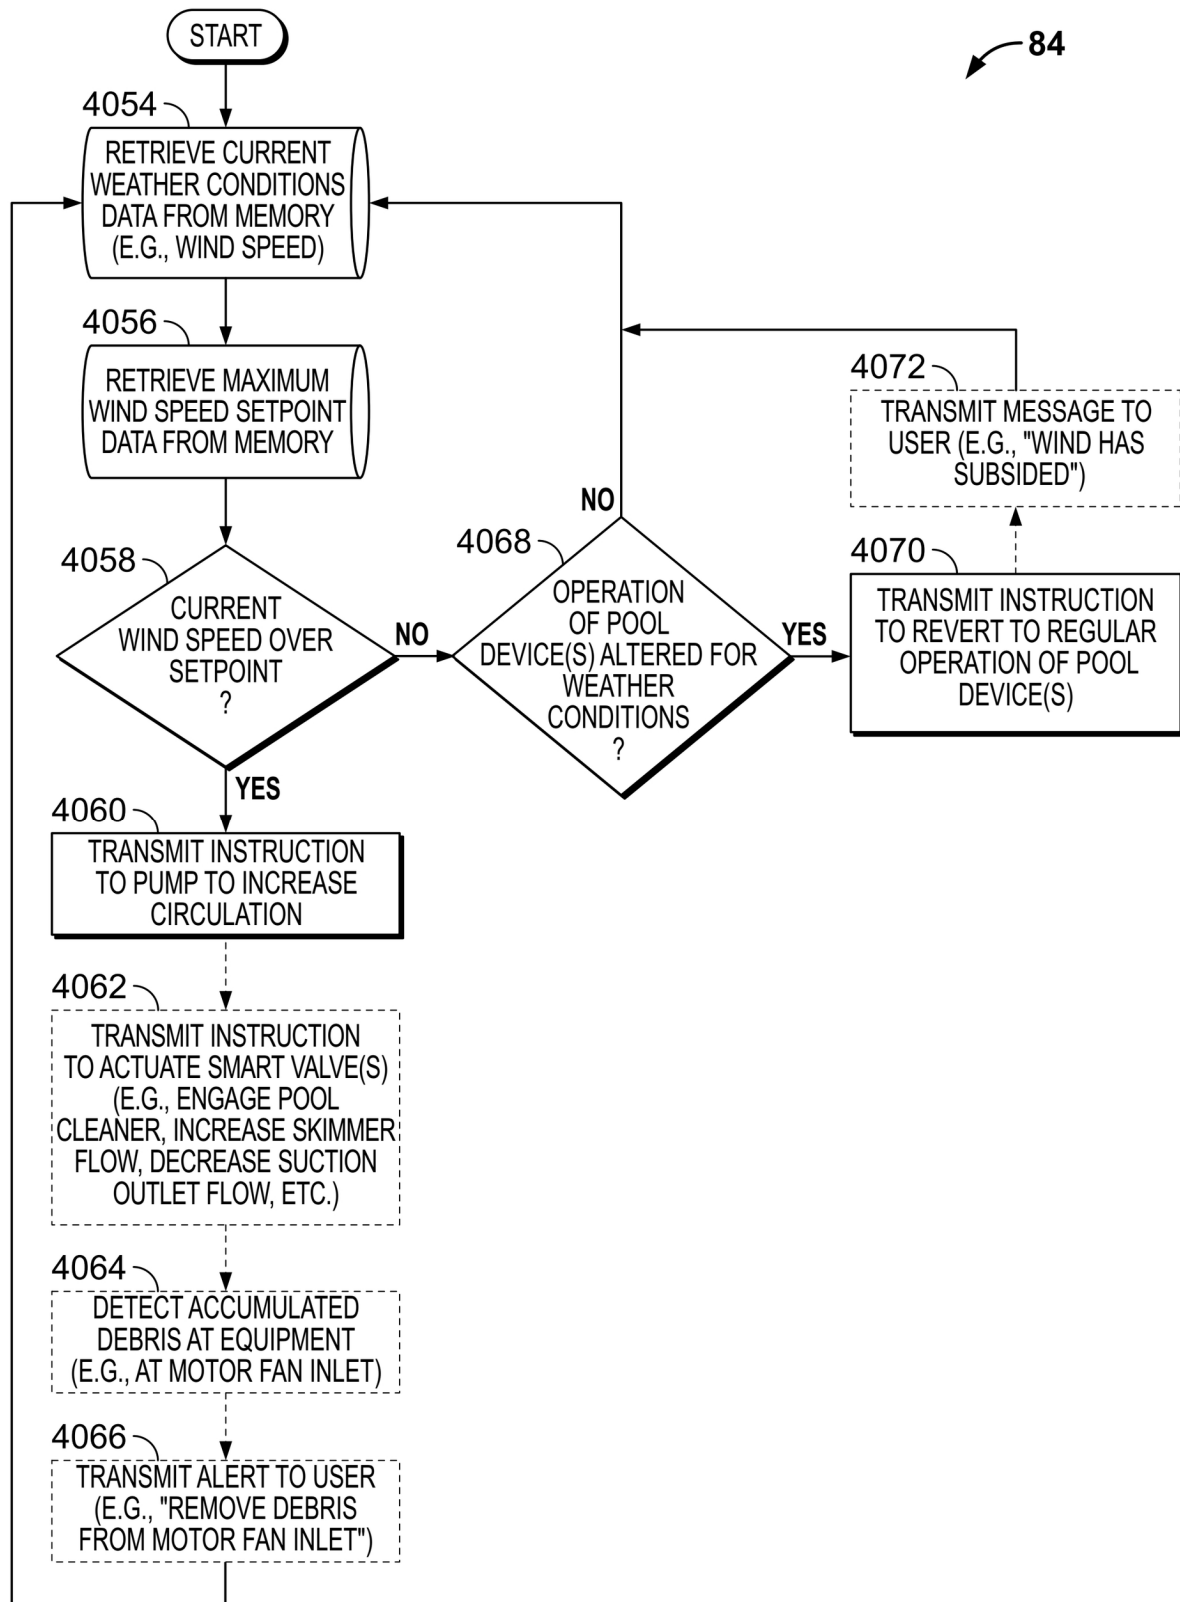 START
84
4054
RETRIEVE CURRENT
WEATHER CONDITIONS
DATA FROM MEMORY
(E.G., WIND SPEED)
4056
RETRIEVE MAXIMUM
WIND SPEED SETPOINT
DATA FROM MEMORY
4058
CURRENT
WIND SPEED OVER
SETPOINT
?
NO
YES
4068
OPERATION
OF POOL
DEVICE(S) ALTERED FOR
WEATHER
CONDITIONS
?
NO
YES
4072
TRANSMIT MESSAGE TO
USER (E.G., "WIND HAS
SUBSIDED")
4070
TRANSMIT INSTRUCTION
TO REVERT TO REGULAR
OPERATION OF POOL
DEVICE(S)
4060
TRANSMIT INSTRUCTION
TO PUMP TO INCREASE
CIRCULATION
4062
TRANSMIT INSTRUCTION
TO ACTUATE SMART VALVE(S)
(E.G., ENGAGE POOL
CLEANER, INCREASE SKIMMER
FLOW, DECREASE SUCTION
OUTLET FLOW, ETC.)
4064
DETECT ACCUMULATED
DEBRIS AT EQUIPMENT
(E.G., AT MOTOR FAN INLET)
4066
TRANSMIT ALERT TO USER
(E.G., "REMOVE DEBRIS
FROM MOTOR FAN INLET")